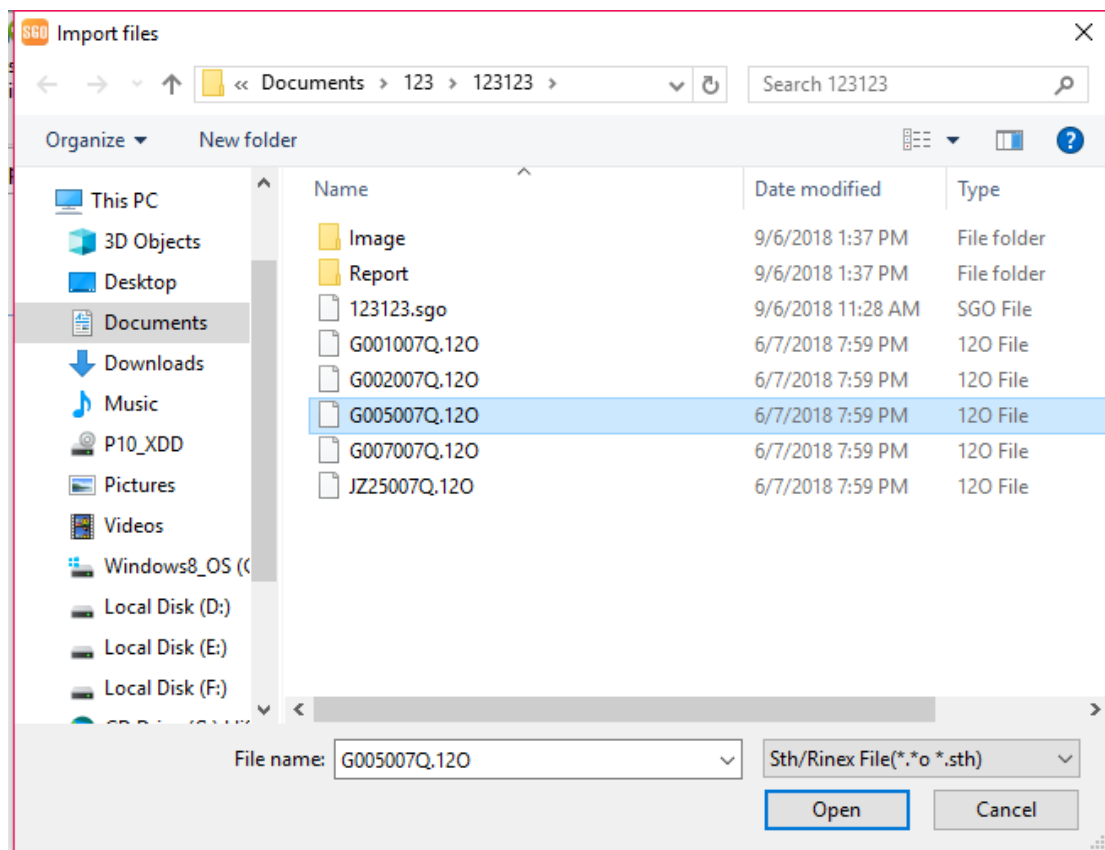 SGO Import files
« Documents > 123 > 123123 >
Search 123123
Organize New folder
?
Name Date modified Type
Image 9/6/2018 1:37 PM File folder
Report 9/6/2018 1:37 PM File folder
123123.sgo 9/6/2018 11:28 AM SGO File
G001007Q.12O 6/7/2018 7:59 PM 12O File
G002007Q.12O 6/7/2018 7:59 PM 12O File
G005007Q.12O 6/7/2018 7:59 PM 12O File
G007007Q.12O 6/7/2018 7:59 PM 12O File
JZ25007Q.12O 6/7/2018 7:59 PM 12O File
This PC
3D Objects
Desktop
Documents
Downloads
Music
P10_XDD
Pictures
Videos
Windows8_OS (
Local Disk (D:)
Local Disk (E:)
Local Disk (F:)
File name: G005007Q.12O
Sth/Rinex File(*.*o *.sth)
Open Cancel